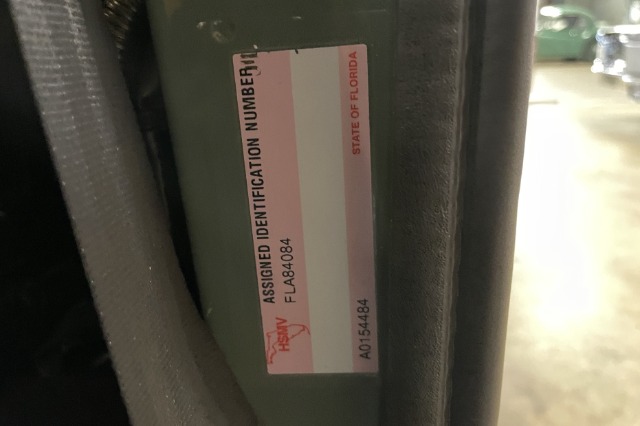 ASSIGNED IDENTIFICATION NUMBER
FLA84084
HSMV
STATE OF FLORIDA
A0154484